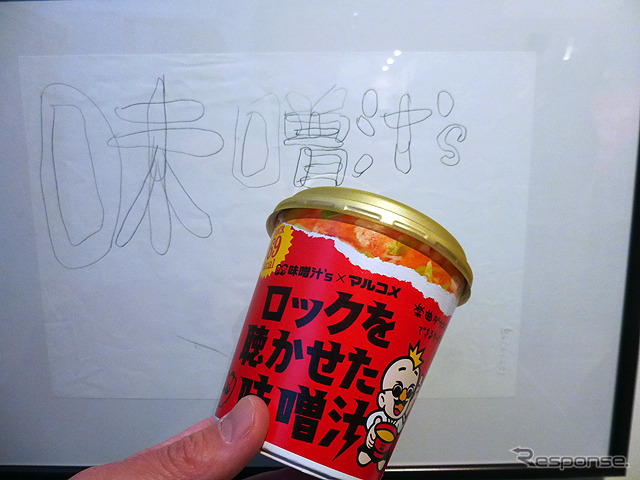 味噌汁's
味噌汁's×マルコメ
ロックを
聴かせた
味噌汁
Response.